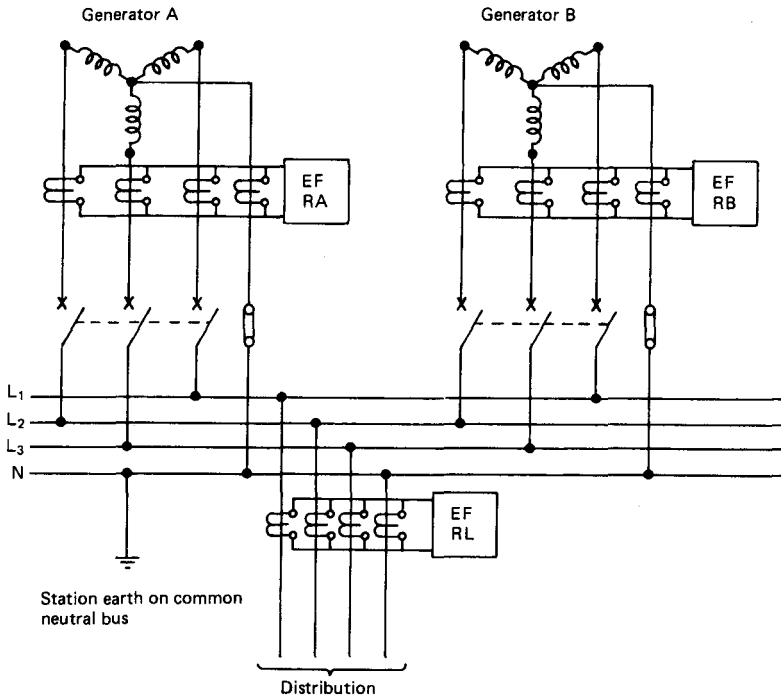 Generator A
Generator B
EF
RA
EF
RB
L1
L2
L3
N
EF
RL
Station earth on common
neutral bus
Distribution